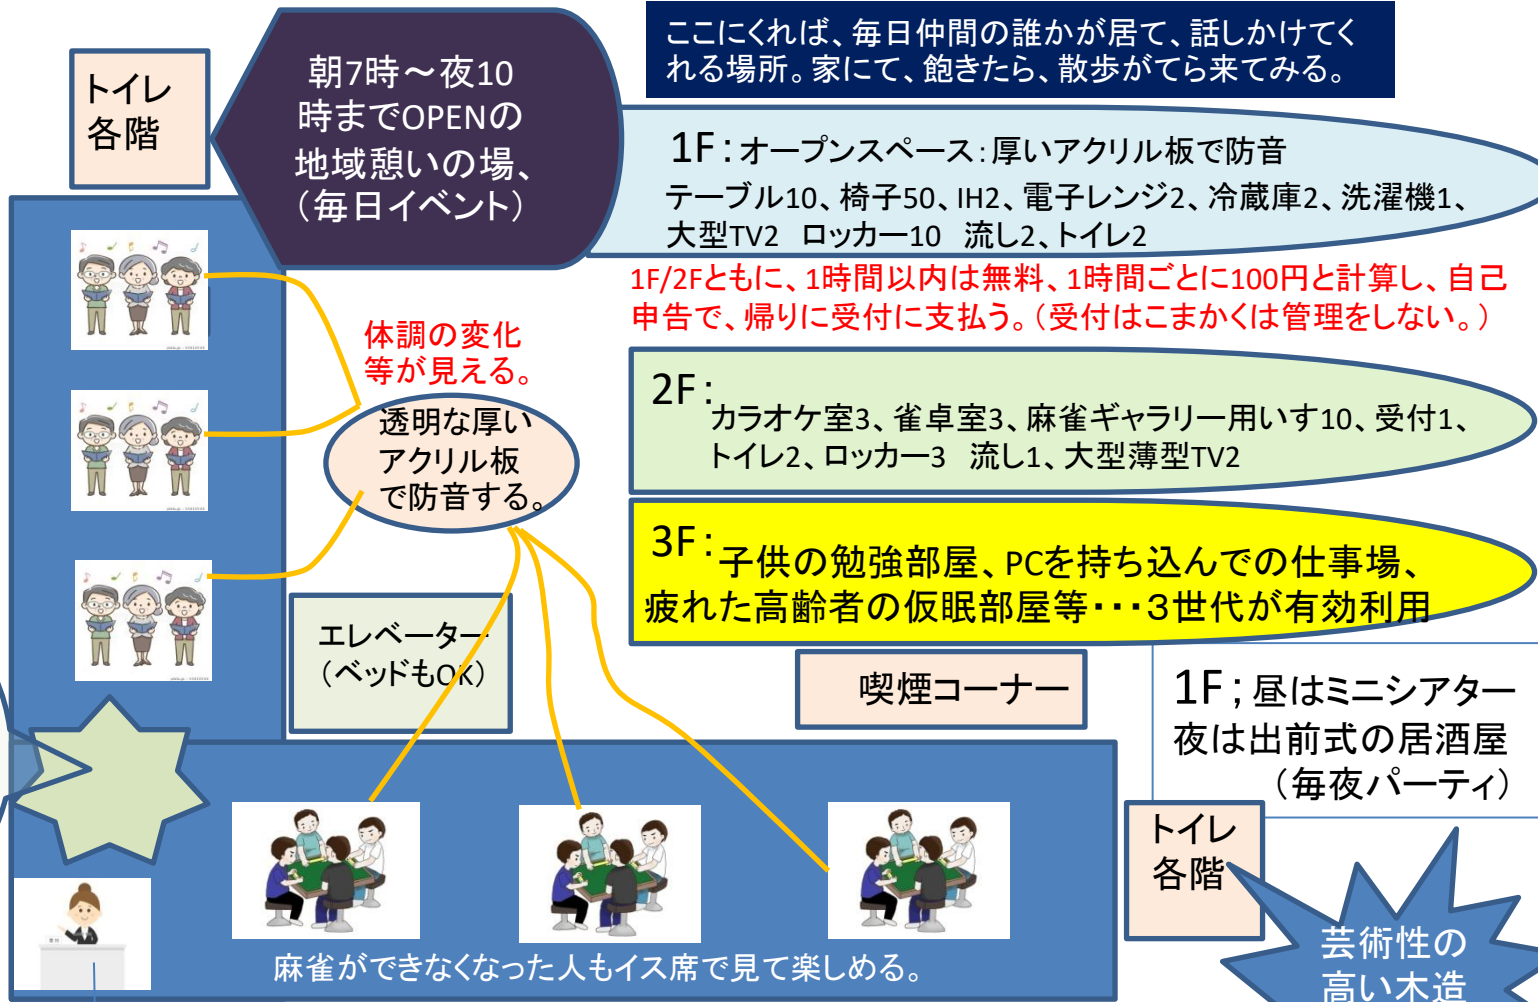 ここにくれば、毎日仲間の誰かが居て、話しかけてく
れる場所。家にて、飽きたら、散歩がてら来てみる。
トイレ
各階
朝7時～夜10
時までOPENの
地域憩いの場、
（毎日イベント）
1F：オープンスペース：厚いアクリル板で防音
テーブル10、椅子50、IH2、電子レンジ2、冷蔵庫2、洗濯機1、
大型TV2　ロッカー10　流し2、トイレ2
1F/2Fともに、1時間以内は無料、1時間ごとに100円と計算し、自己
申告で、帰りに受付に支払う。（受付はこまかくは管理をしない。）
体調の変化
等が見える。
透明な厚い
アクリル板
で防音する。
2F：
カラオケ室3、雀卓室3、麻雀ギャラリー用いす10、受付1、
トイレ2、ロッカー3　流し1、大型薄型TV2
3F：子供の勉強部屋、PCを持ち込んでの仕事場、
疲れた高齢者の仮眠部屋等・・・３世代が有効利用
エレベーター
（ベッドもOK）
喫煙コーナー
1F；昼はミニシアター
夜は出前式の居酒屋
（毎夜パーティ）
トイレ
各階
芸術性の
高い木造
麻雀ができなくなった人もイス席で見て楽しめる。